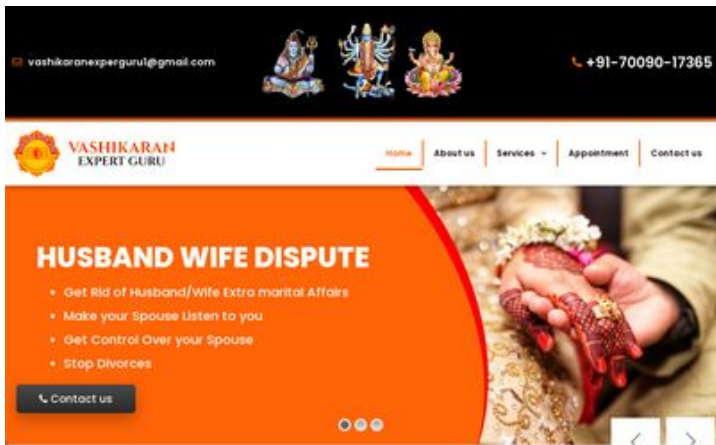 vashikaranexperguru1@gmail.com
+91-70090-17365
VASHIKARAN
EXPERT GURU
Home
About us
Services
Appointment
Contact us
HUSBAND WIFE DISPUTE
• Get Rid of Husband/Wife Extra marital Affairs
• Make your Spouse Listen to you
• Get Control Over your Spouse
• Stop Divorces
Contact us